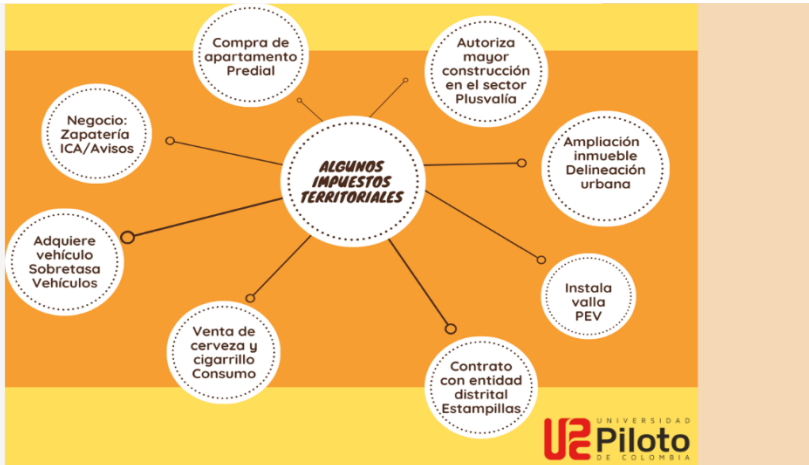 Compra de
apartamento
Predial
Autoriza
mayor
construcción
en el sector
Plusvalía
Negocio:
Zapatería
ICA/Avisos
ALGUNOS
IMPUESTOS
TERRITORIALES
Ampliación
inmueble
Delineación
urbana
Adquiere
vehículo
Sobretasa
Vehículos
Instala
valla
PEV
Venta de
cerveza y
cigarrillo
Consumo
Contrato
con entidad
distrital
Estampillas
UNIVERSIDAD
Piloto
DE COLOMBIA